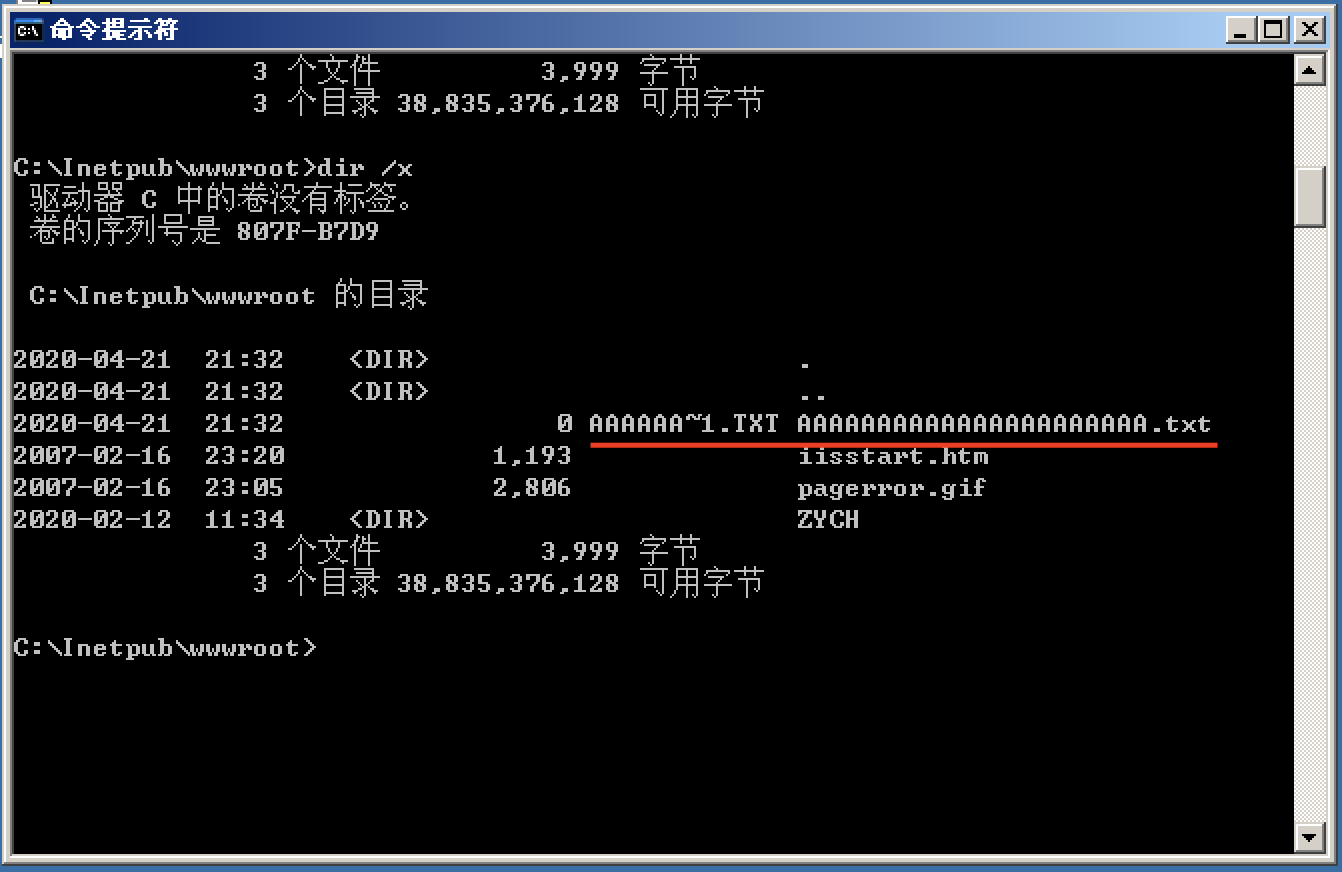 命令提示符
3 个文件 3,999 字节
3 个目录 38,835,376,128 可用字节
C:\Inetpub\wwwroot>dir /x
驱动器 C 中的卷没有标签。
卷的序列号是 807F-B7D9
C:\Inetpub\wwwroot 的目录
2020-04-21 21:32 <DIR> .
2020-04-21 21:32 <DIR> ..
2020-04-21 21:32 0 AAAAAA~1.TXT AAAAAAAAAAAAAAAAAAAAAA.txt
2007-02-16 23:20 1,193 iisstart.htm
2007-02-16 23:05 2,806 pagerror.gif
2020-02-12 11:34 <DIR> ZYCH
3 个文件 3,999 字节
3 个目录 38,835,376,128 可用字节
C:\Inetpub\wwwroot>